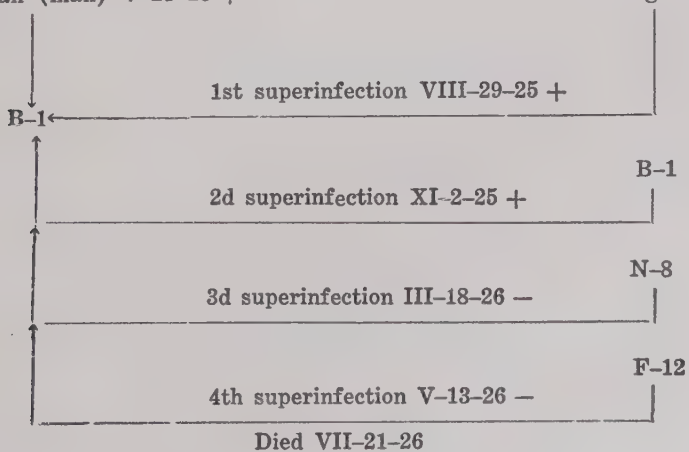 (man)
1st superinfection VIII–29–25 +
B–1
B–1
2d superinfection XI–2–25 +
N–8
3d superinfection III–18–26 —
F–12
4th superinfection V–13–26 —
Died VII–21–26